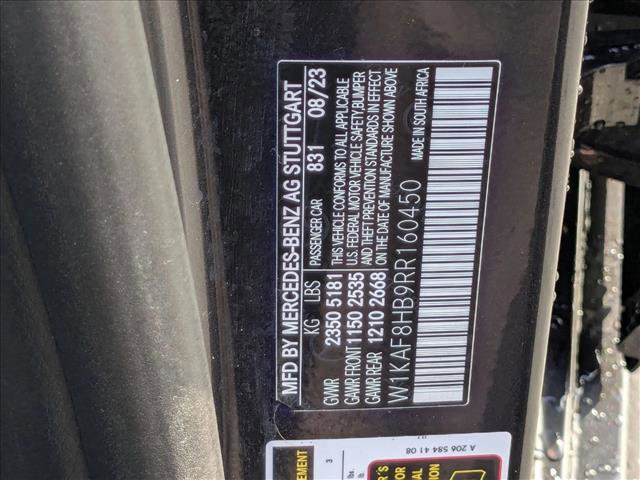 MFD BY MERCEDES-BENZ AG STUTTGART
KG LBS PASSENGER CAR 831 08/23
GVWR 2350 5181 THIS VEHICLE CONFORMS TO ALL APPLICABLE
GAWR FRONT 1150 2535 U.S. FEDERAL MOTOR VEHICLE SAFETY, BUMPER
GAWR REAR 1210 2668 AND THEFT PREVENTION STANDARDS IN EFFECT
ON THE DATE OF MANUFACTURE SHOWN ABOVE
W1KAF8HB9RR160450 MADE IN SOUTH AFRICA
A 206 584 41 08
3